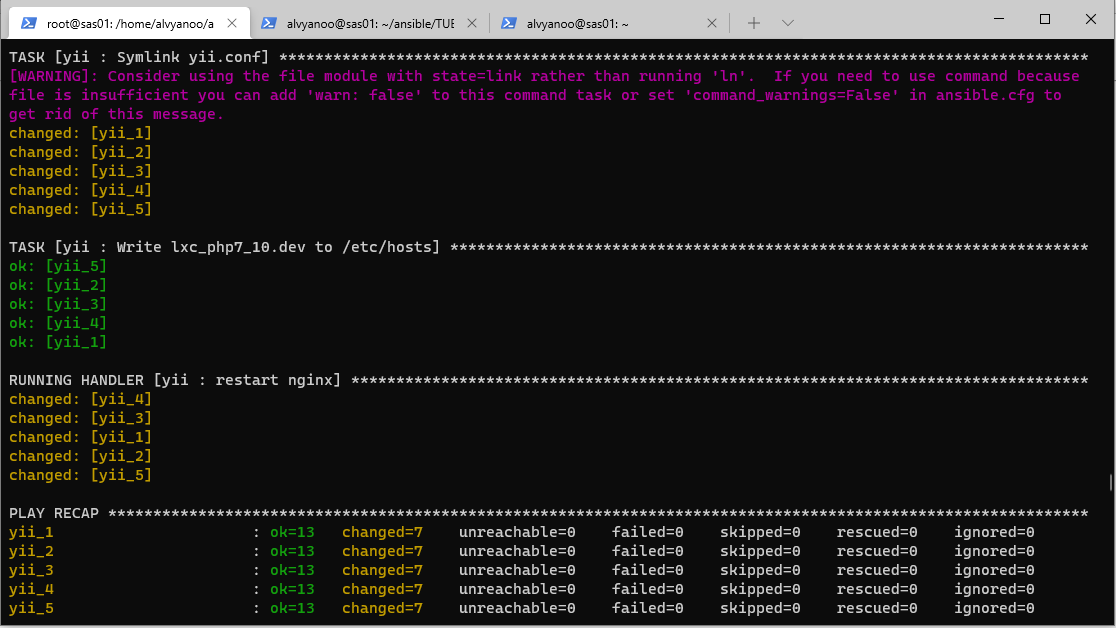 root@sas01: /home/alvyanoo/a
alvyanoo@sas01: ~/ansible/TUE
alvyanoo@sas01: ~
TASK [yii : Symlink yii.conf] ******************************************************************************************
[WARNING]: Consider using the file module with state=link rather than running 'ln'.  If you need to use command because
file is insufficient you can add 'warn: false' to this command task or set 'command_warnings=False' in ansible.cfg to
get rid of this message.
changed: [yii_1]
changed: [yii_2]
changed: [yii_3]
changed: [yii_4]
changed: [yii_5]
TASK [yii : Write lxc_php7_10.dev to /etc/hosts] ***********************************************************************
ok: [yii_5]
ok: [yii_2]
ok: [yii_3]
ok: [yii_4]
ok: [yii_1]
RUNNING HANDLER [yii : restart nginx] **********************************************************************************
changed: [yii_4]
changed: [yii_3]
changed: [yii_1]
changed: [yii_2]
changed: [yii_5]
PLAY RECAP *************************************************************************************************************
yii_1                      : ok=13   changed=7    unreachable=0    failed=0    skipped=0    rescued=0    ignored=0
yii_2                      : ok=13   changed=7    unreachable=0    failed=0    skipped=0    rescued=0    ignored=0
yii_3                      : ok=13   changed=7    unreachable=0    failed=0    skipped=0    rescued=0    ignored=0
yii_4                      : ok=13   changed=7    unreachable=0    failed=0    skipped=0    rescued=0    ignored=0
yii_5                      : ok=13   changed=7    unreachable=0    failed=0    skipped=0    rescued=0    ignored=0